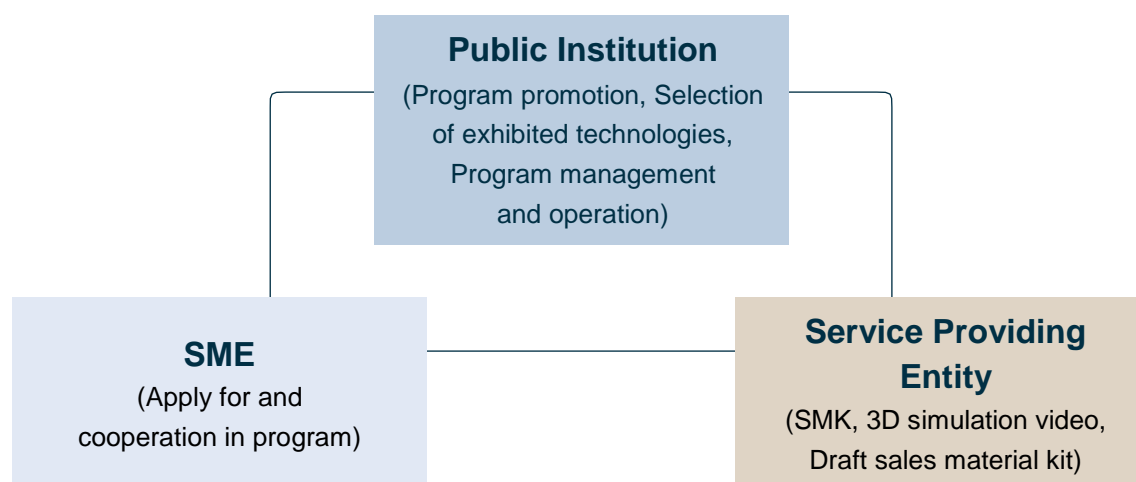 Public Institution
(Program promotion, Selection
of exhibited technologies,
Program management
and operation)
SME
(Apply for and
cooperation in program)
Service Providing
Entity
(SMK, 3D simulation video,
Draft sales material kit)